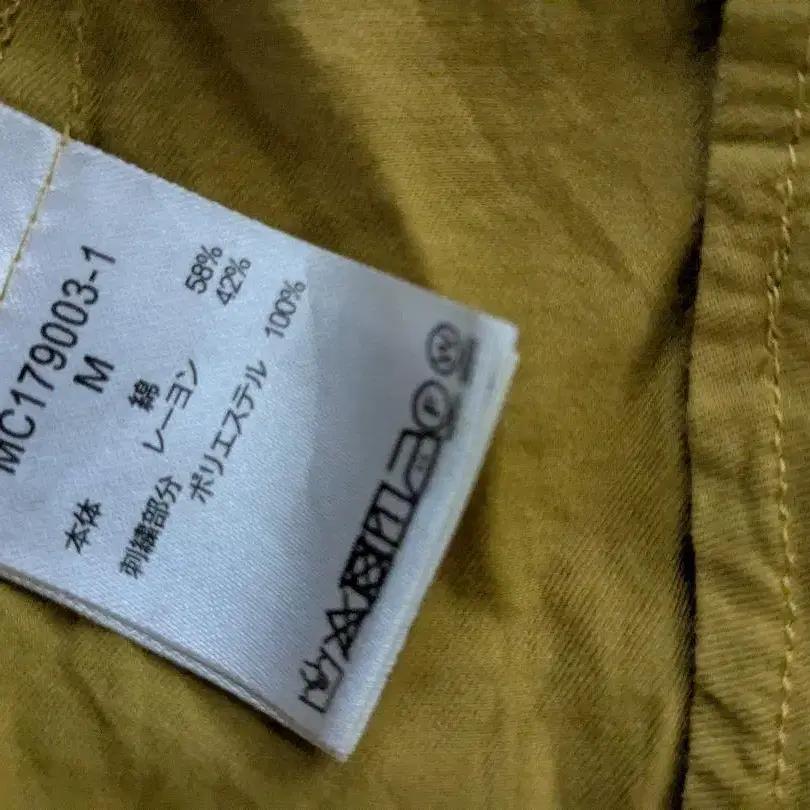 MC179003-1
M
本体 綿 58%
レーヨン 42%
刺繍部分
ポリエステル 100%
P
W